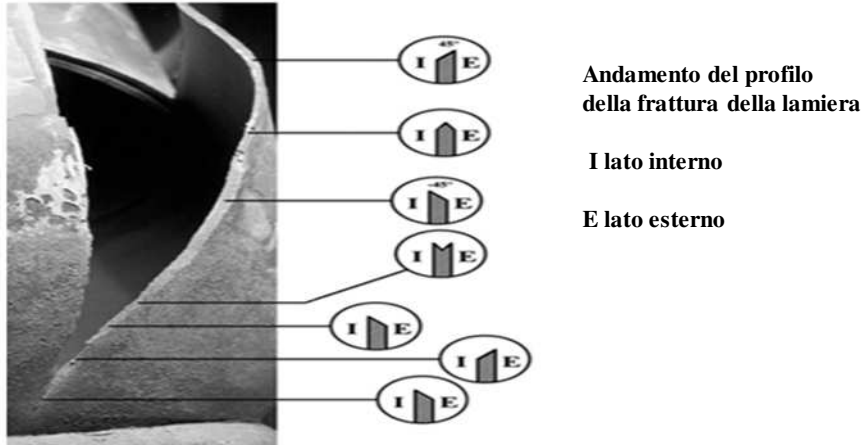 45°
I E
Andamento del profilo
della frattura della lamiera
I E
I lato interno
-45°
I E
E lato esterno
I E
I E
I E
I E